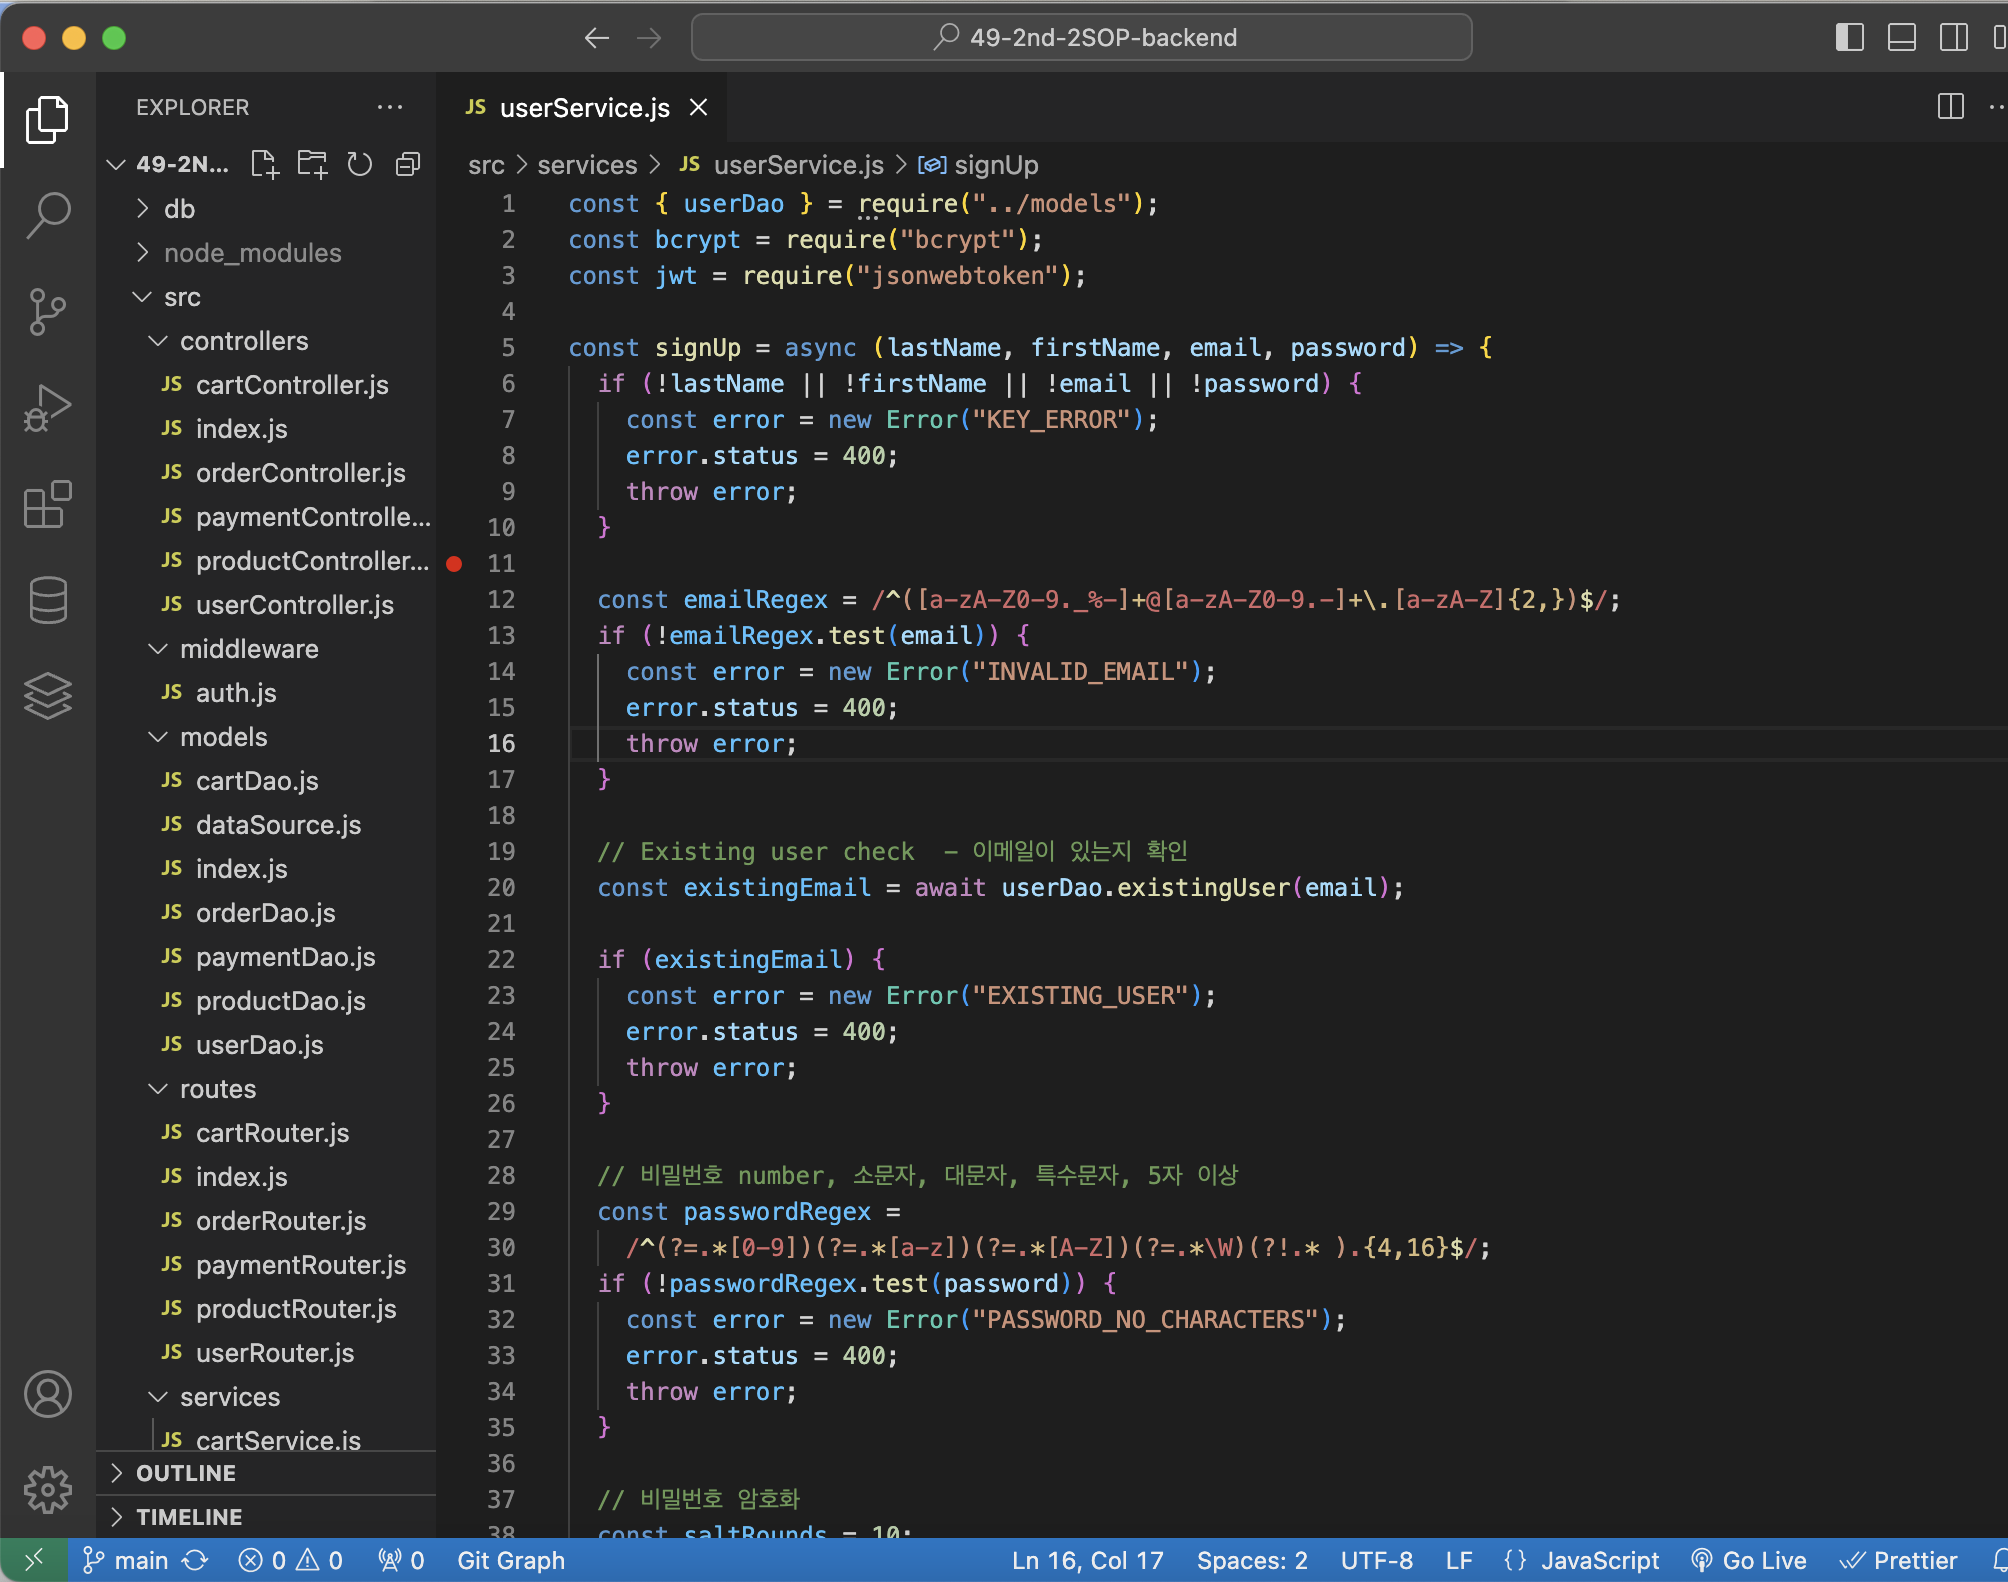 49-2nd-2SOP-backend
EXPLORER
49-2N...
db
node_modules
src
controllers
JS cartController.js
JS index.js
JS orderController.js
JS paymentControlle...
JS productController...
JS userController.js
middleware
JS auth.js
models
JS cartDao.js
JS dataSource.js
JS index.js
JS orderDao.js
JS paymentDao.js
JS productDao.js
JS userDao.js
routes
JS cartRouter.js
JS index.js
JS orderRouter.js
JS paymentRouter.js
JS productRouter.js
JS userRouter.js
services
JS cartService.js
OUTLINE
TIMELINE
JS userService.js
src > services > JS userService.js > signUp
1 const { userDao } = require("../models");
2 const bcrypt = require("bcrypt");
3 const jwt = require("jsonwebtoken");
4
5 const signUp = async (lastName, firstName, email, password) => {
6 if (!lastName || !firstName || !email || !password) {
7 const error = new Error("KEY_ERROR");
8 error.status = 400;
9 throw error;
10 }
11
12 const emailRegex = /^([a-zA-Z0-9._%-]+@[a-zA-Z0-9.-]+\.[a-zA-Z]{2,})$/;
13 if (!emailRegex.test(email)) {
14 const error = new Error("INVALID_EMAIL");
15 error.status = 400;
16 throw error;
17 }
18
19 // Existing user check  - 이메일이 있는지 확인
20 const existingEmail = await userDao.existingUser(email);
21
22 if (existingEmail) {
23 const error = new Error("EXISTING_USER");
24 error.status = 400;
25 throw error;
26 }
27
28 // 비밀번호 number, 소문자, 대문자, 특수문자, 5자 이상
29 const passwordRegex =
30 /^(?=.*[0-9])(?=.*[a-z])(?=.*[A-Z])(?=.*\W)(?!.* ).{4,16}$/;
31 if (!passwordRegex.test(password)) {
32 const error = new Error("PASSWORD_NO_CHARACTERS");
33 error.status = 400;
34 throw error;
35 }
36
37 // 비밀번호 암호화
38 const saltRounds = 10;
main 0 0 0 Git Graph Ln 16, Col 17 Spaces: 2 UTF-8 LF {} JavaScript Go Live Prettier